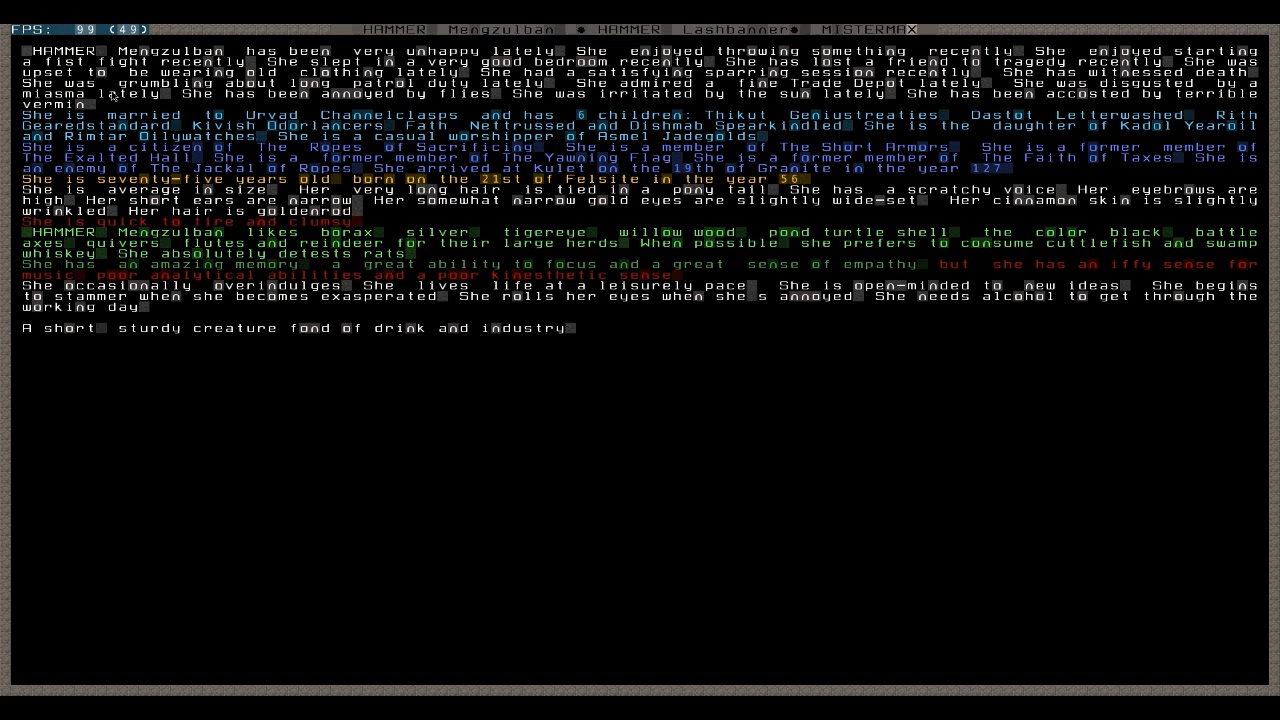 FPS: 99 (49) HAMMER Mengzulban HAMMER Lashbanner MISTERMAX
HAMMER Mengzulban has been very unhappy lately. She enjoyed throwing something recently. She enjoyed starting
a fist fight recently. She slept in a very good bedroom recently. She has lost a friend to tragedy recently. She was
upset to be wearing old clothing lately. She had a satisfying sparring session recently. She has witnessed death.
She was grumbling about long patrol duty lately. She admired a fine Trade Depot lately. She was disgusted by a
miasma lately. She has been annoyed by flies. She was irritated by the sun lately. She has been accosted by terrible
vermin.
She is married to Urvad Channelclasps and has 6 children: Thikut Geniustreaties, Dastot Letterwashed, Rith
Gearedstandard, Kivish Odorlancers, Fath Nettrussed and Dishmab Spearkindled. She is the daughter of Kadol Yearoil
and Rimtar Oilywatches. She is a casual worshipper of Asmel Jadegolds.
She is a citizen of The Ropes of Sacrificing. She is a member of The Short Armors. She is a former member of
The Exalted Hall. She is a former member of The Yawning Flag. She is a former member of The Faith of Taxes. She is
an enemy of The Jackal of Ropes. She arrived at Kulet on the 19th of Granite in the year 127.
She is seventy-five years old, born on the 21st of Felsite in the year 56.
She is average in size. Her very long hair is tied in a pony tail. She has a scratchy voice. Her eyebrows are
high. Her short ears are narrow. Her somewhat narrow gold eyes are slightly wide-set. Her cinnamon skin is slightly
wrinkled. Her hair is goldenrod.
She is quick to tire and clumsy.
HAMMER Mengzulban likes borax, silver, tigereye, willow wood, pond turtle shell, the color black, battle
axes, quivers, flutes and reindeer for their large herds. When possible, she prefers to consume cuttlefish and swamp
whiskey. She absolutely detests rats.
She has an amazing memory, a great ability to focus and a great sense of empathy, but she has an iffy sense for
music, poor analytical abilities and a poor kinesthetic sense.
She occasionally overindulges. She lives life at a leisurely pace. She is open-minded to new ideas. She begins
to stammer when she becomes exasperated. She rolls her eyes when she's annoyed. She needs alcohol to get through the
working day.
A short, sturdy creature fond of drink and industry.